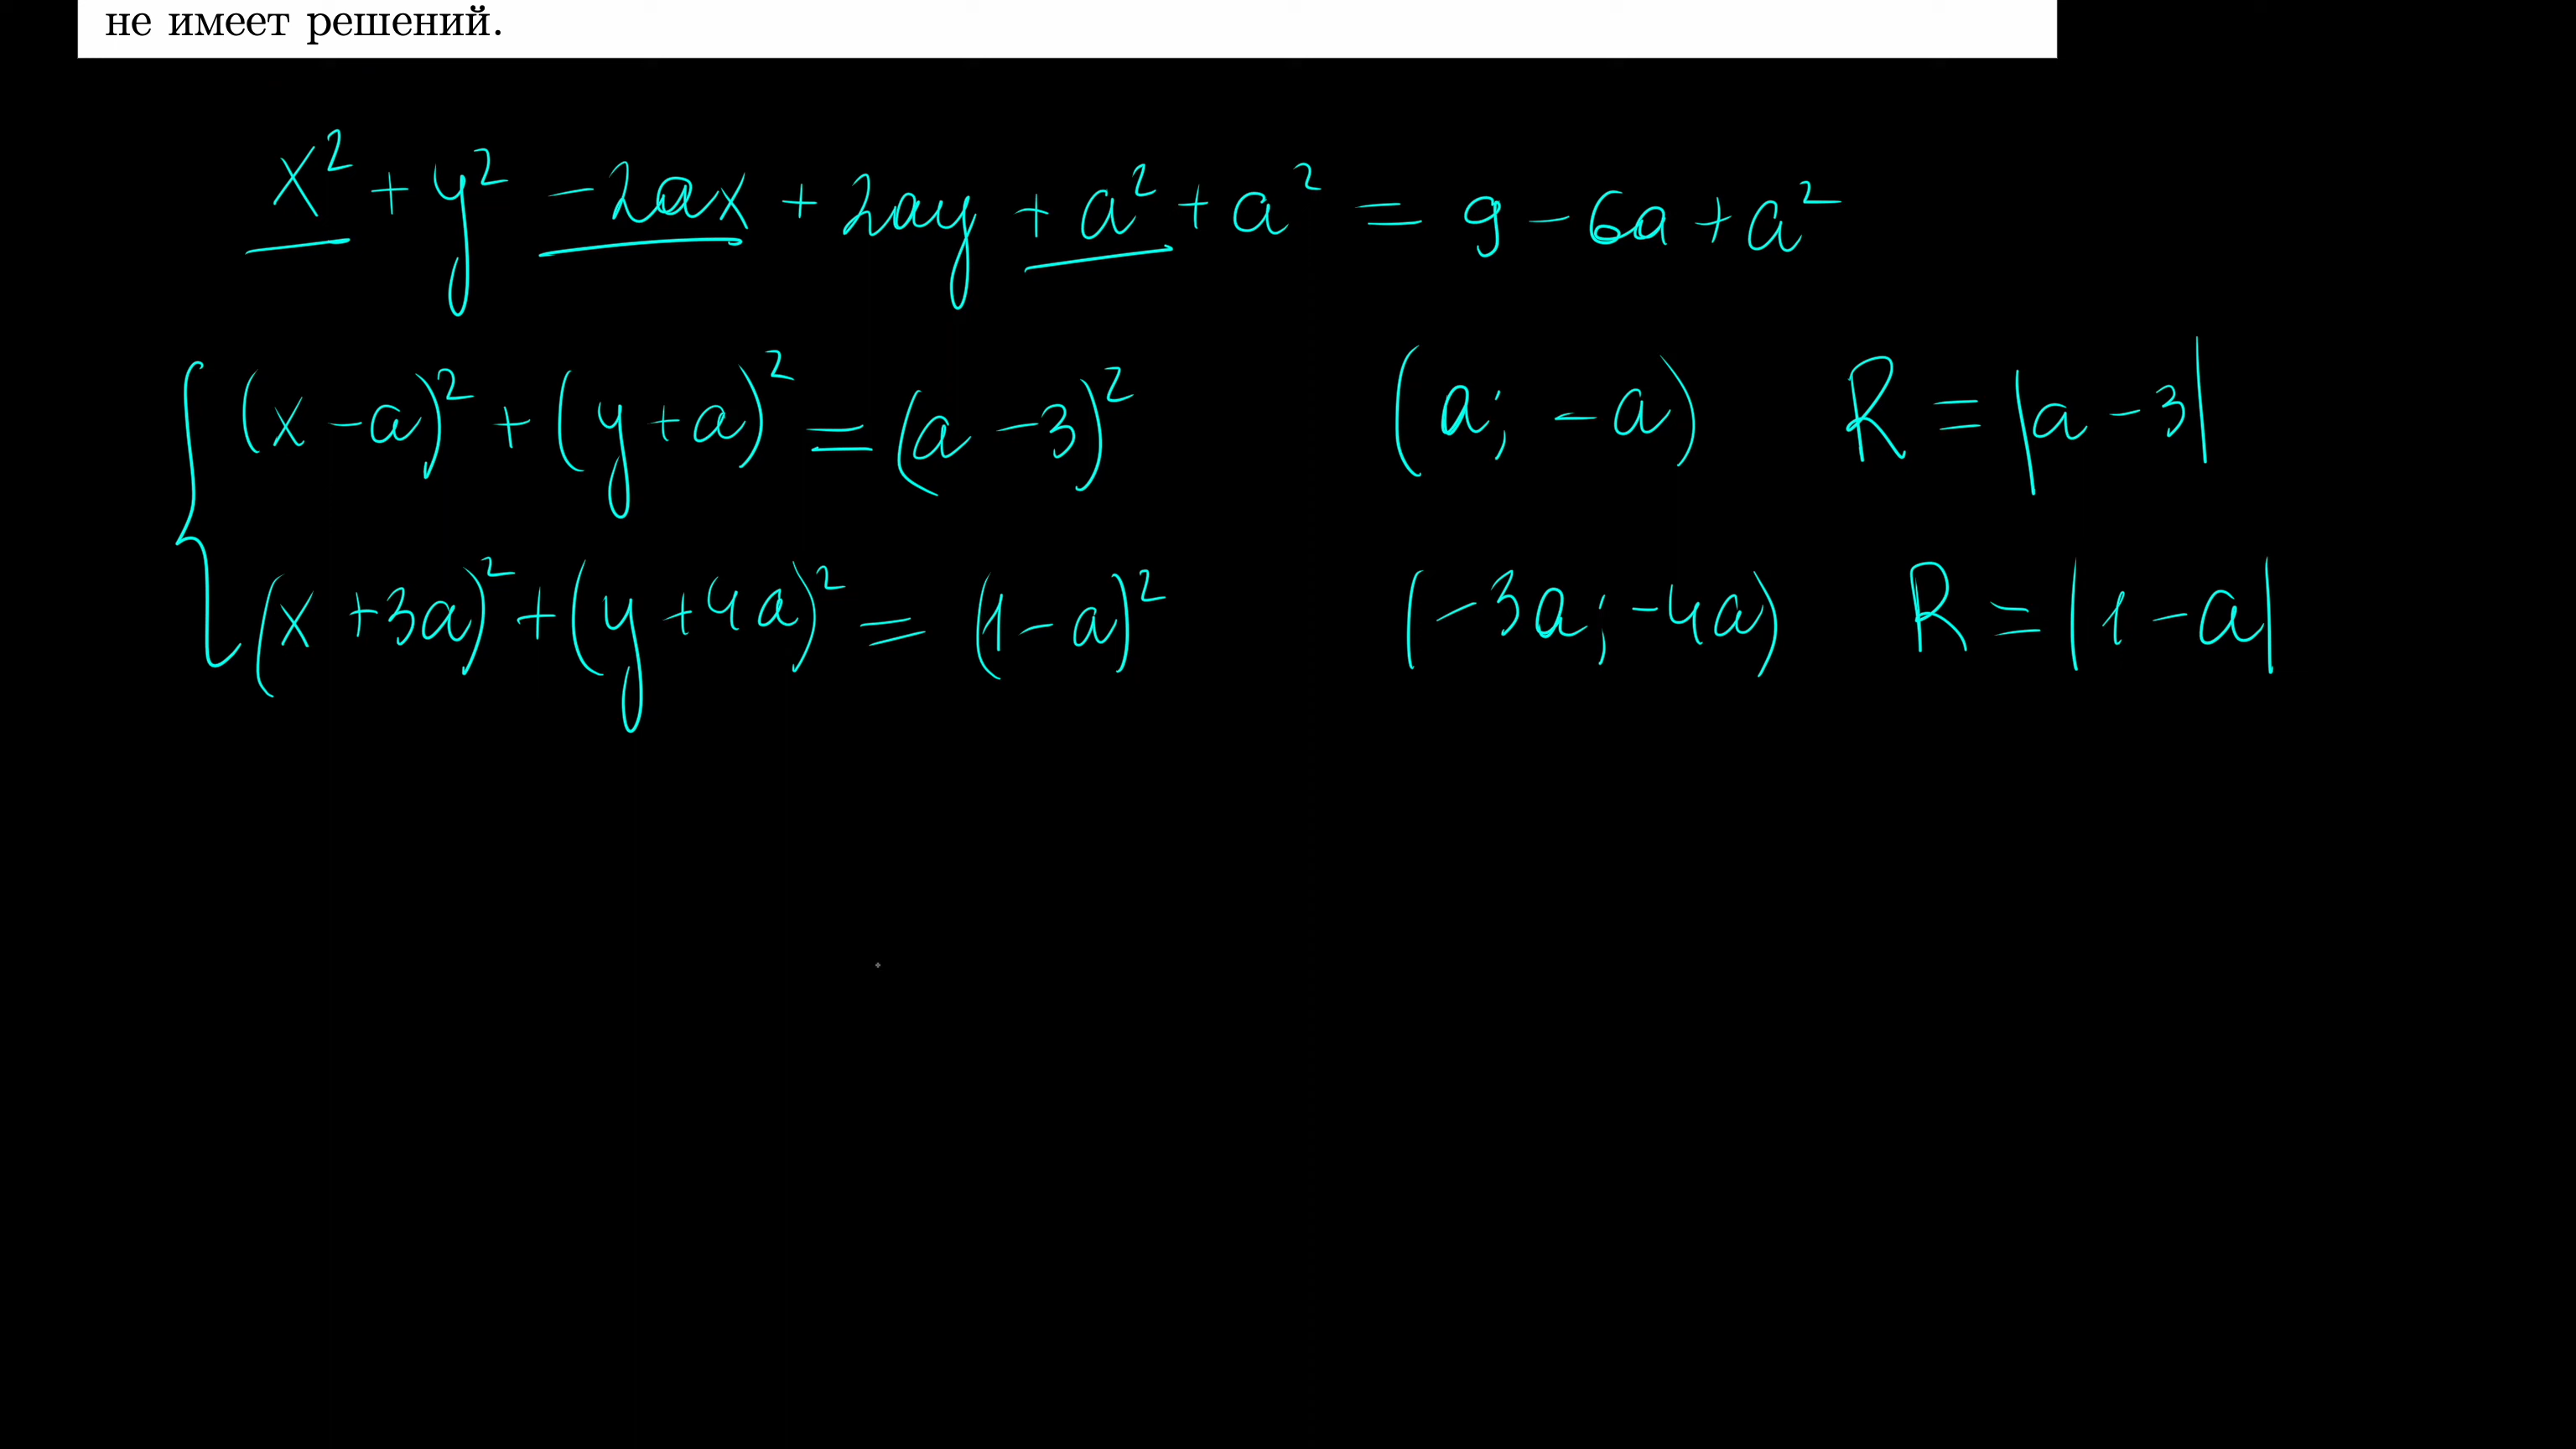 не имеет решений.
x² + y² - 2ax + 2ay + a² + a² = 9 - 6a + a²
(x - a)² + (y + a)² = (a - 3)² (a; -a) R = |a - 3|
(x + 3a)² + (y + 4a)² = (1 - a)² (-3a; -4a) R = |1 - a|